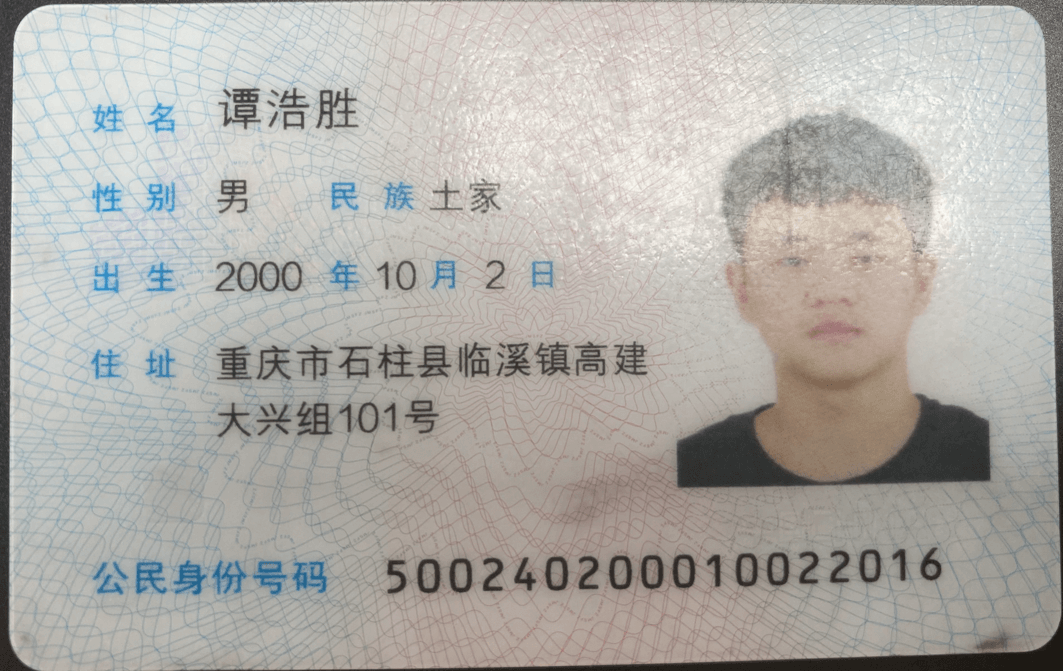 姓名 谭浩胜
性别 男 民族 土家
出生 2000 年 10 月 2 日
住址 重庆市石柱县临溪镇高建
大兴组101号
公民身份号码 500240200010022016